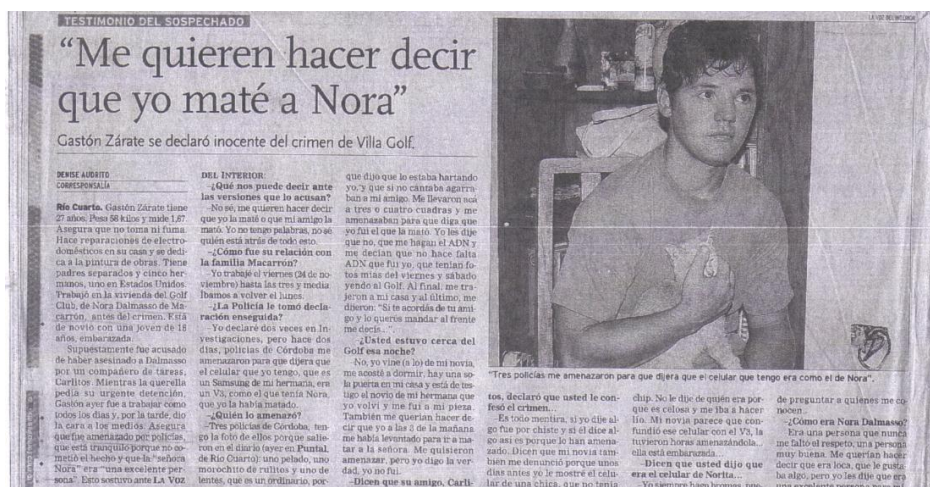 TESTIMONIO DEL SOSPECHADO
LA VOZ DEL INTERIOR
“Me quieren hacer decir
que yo maté a Nora”
Gastón Zárate se declaró inocente del crimen de Villa Golf.
DENISE AUDRITO
CORRESPONSALÍA
Río Cuarto. Gastón Zárate tiene
27 años. Pesa 58 kilos y mide 1,67.
Asegura que no toma ni fuma.
Hace reparaciones de electro-
domésticos en su casa y se dedi-
ca a la pintura de obras. Tiene
padres separados y cinco her-
manos, uno en Estados Unidos.
Trabajó en la vivienda del Golf
Club, de Nora Dalmasso de Ma-
carrón, antes del crimen. Está
de novio con una joven de 18
años, embarazada.
Supuestamente fue acusado
de haber asesinado a Dalmasso
por un compañero de tareas,
Carlitos. Mientras la querella
pedía su urgente detención,
Gastón ayer fue a trabajar como
todos los días y, por la tarde, dio
la cara a los medios. Asegura
que fue amenazado por policías,
que está tranquilo porque no co-
metió el hecho y que la “señora
Nora” era “una excelente per-
sona”. Esto sostuvo ante LA VOZ
DEL INTERIOR:
–¿Qué nos puede decir ante
las versiones que lo acusan?
–No sé, me quieren hacer decir
que yo la maté o que mi amigo la
mató. Yo no tengo palabras, no sé
quién está atrás de todo esto.
–¿Cómo fue su relación con
la familia Macarrón?
–Yo trabajé el viernes (24 de no-
viembre) hasta las tres y media
Íbamos a volver el lunes.
–¿La Policía le tomó decla-
ración enseguida?
–Yo declaré dos veces en In-
vestigaciones, pero hace dos
días, policías de Córdoba me
amenazaron para que dijera que
el celular que yo tengo, que es
un Samsung de mi hermana, era
un V3, como el que tenía Nora,
que yo la había matado.
–¿Quién lo amenazó?
–Tres policías de Córdoba, ten-
go la foto de ellos porque salie-
ron en el diario (ayer en Puntal,
de Río Cuarto): uno pelado, uno
morochito de rulitos y uno de
lentes, que es un ordinario, por-
que dijo que le estaba hartando
yo, y que si no cantaba agarra-
ban a mi amigo. Me llevaron acá
a tres o cuatro cuadras y me
amenazaban para que diga que
yo fui el que la mató. Yo les dije
que no, que me hagan el ADN y
me decían que no hace falta
ADN que fui yo, que tenían fo-
tos mías del viernes y sábado
yendo al Golf. Al final, me tra-
jeron a mi casa y al último, me
dijeron: “Si te acordás de tu ami-
go y lo querés mandar al frente
me decís...”.
–¿Usted estuvo cerca del
Golf esa noche?
–No, yo vine (a lo) de mi novia,
me acosté a dormir, hay una so-
la puerta en mi casa y está de tes-
tigo el novio de mi hermana que
yo volví y me fui a mi pieza.
También me querían hacer de-
cir que yo a las 3 de la mañana
me había levantado para ir a ma-
tar a la señora. Me quisieron
amenazar, pero yo digo la ver-
dad, yo no fui.
–Dicen que su amigo, Carli-
“Tres policías me amenazaron para que dijera que el celular que tengo era como el de Nora”.
tos, declaró que usted le con-
fesó el crimen...
–Es todo mentira, si yo dije al-
go fue por chiste y si él dice al-
go así es porque lo han amena-
zado. Dicen que mi novia tam-
bién me denunció porque unos
días antes yo le mostré el celu-
lar de una chica, que no tenía
chip. No le dije de quién era por-
que es celosa y me iba a hacer
lío. Mi novia parece que con-
fundió ese celular con el V3, la
tuvieron horas amenazándola...
ella está embarazada...
–Dicen que usted dijo que
era el celular de Norita...
–Yo siempre hago bromas, por-
de preguntar a quienes me co-
nocen...
–¿Cómo era Nora Dalmasso?
–Era una persona que nunca
me faltó el respeto, una persona
muy buena. Me querían hacer
decir que era loca, que le gusta-
ba algo, pero yo les dije que era
una excelente persona